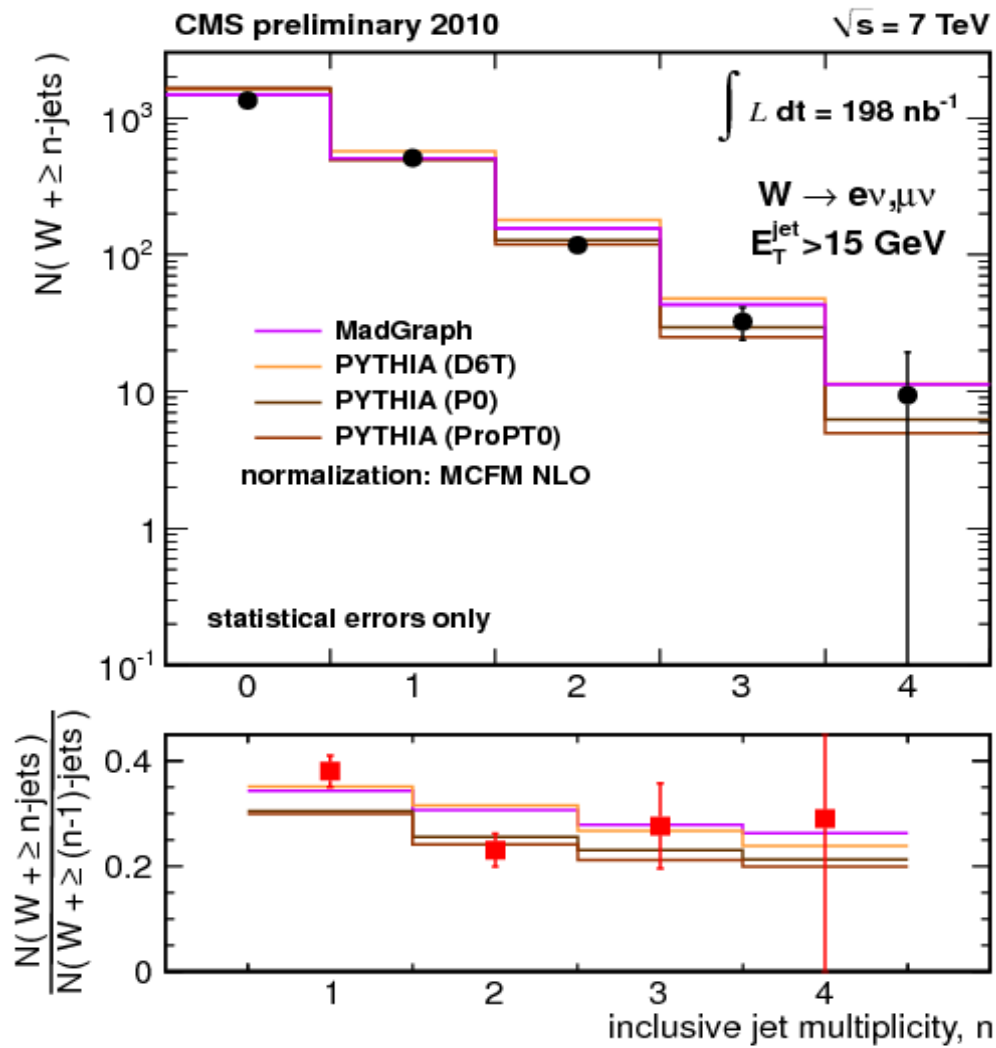 CMS preliminary 2010 √s = 7 TeV
N( W + ≥ n-jets )
10³
10²
10
1
10⁻¹
∫ L dt = 198 nb⁻¹
W → eν,μν
E_T^jet >15 GeV
MadGraph
PYTHIA (D6T)
PYTHIA (P0)
PYTHIA (ProPT0)
normalization: MCFM NLO
statistical errors only
0 1 2 3 4
N( W + ≥ n-jets )
N( W + ≥ (n-1)-jets )
0.4
0.2
0
1 2 3 4
inclusive jet multiplicity, n